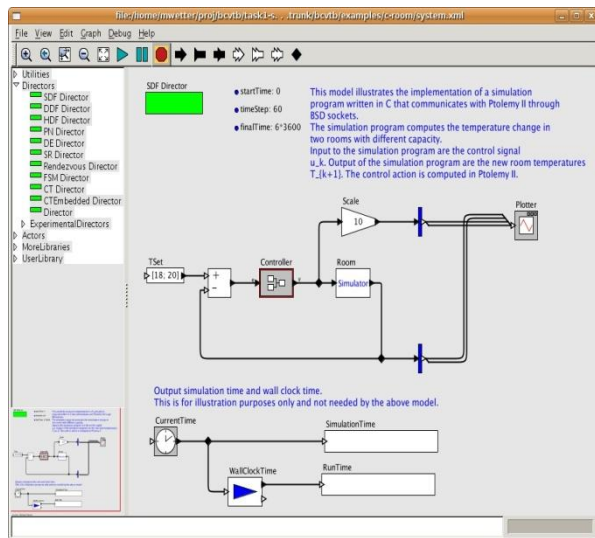 file:/home/mwetter/proj/bcvtb/task1-s. . .trunk/bcvtb/examples/c-room/system.xml
File View Edit Graph Debug Help
Utilities
Directors
SDF Director
DDF Director
HDF Director
PN Director
DE Director
SR Director
Rendezvous Director
FSM Director
CT Director
CTEmbedded Director
Director
ExperimentalDirectors
Actors
MoreLibraries
UserLibrary
SDF Director
startTime: 0
timeStep: 60
finalTime: 6*3600
This model illustrates the implementation of a simulation
program written in C that communicates with Ptolemy II through
BSD sockets.
The simulation program computes the temperature change in
two rooms with different capacity.
Input to the simulation program are the control signal
u_k. Output of the simulation program are the new room temperatures
T_{k+1}. The control action is computed in Ptolemy II.
Scale
10
Plotter
TSet
[18; 20]
+
−
Controller
Room
Simulator
Output simulation time and wall clock time.
This is for illustration purposes only and not needed by the above model.
CurrentTime
SimulationTime
WallClockTime
RunTime